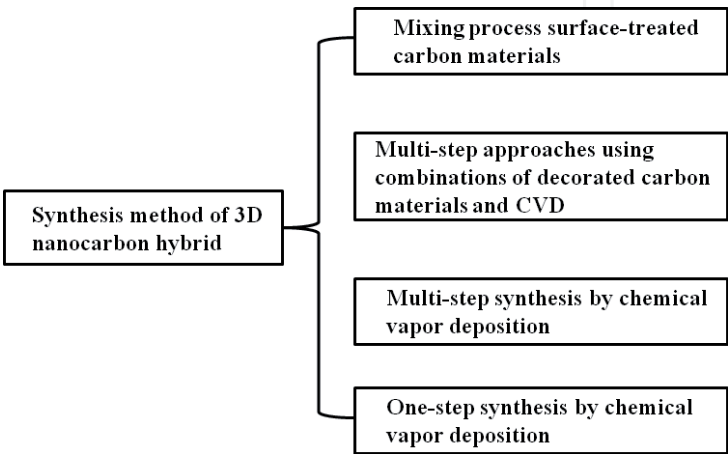 Mixing process surface-treated
carbon materials
Multi-step approaches using
combinations of decorated carbon
materials and CVD
Synthesis method of 3D
nanocarbon hybrid
Multi-step synthesis by chemical
vapor deposition
One-step synthesis by chemical
vapor deposition